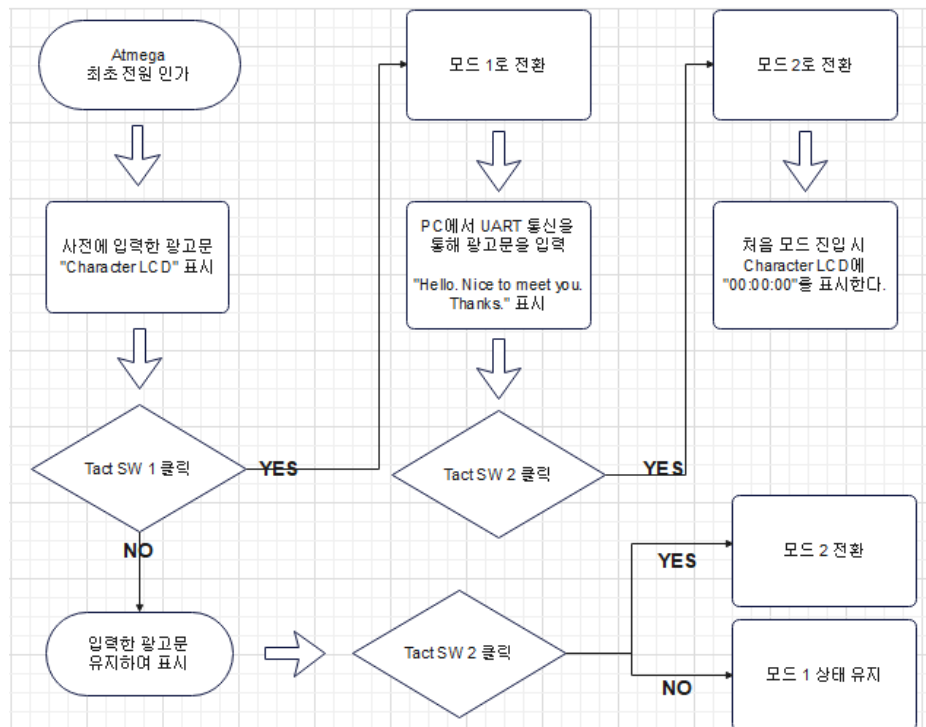 Atmega
최초 전원 인가
사전에 입력한 광고문
"Character LCD" 표시
Tact SW 1 클릭
YES
NO
입력한 광고문
유지하여 표시
모드 1로 전환
PC에서 UART 통신을
통해 광고문을 입력
"Hello. Nice to meet you.
Thanks." 표시
Tact SW 2 클릭
YES
모드 2로 전환
처음 모드 진입 시
Character LCD에
"00:00:00"를 표시한다.
Tact SW 2 클릭
YES
NO
모드 2 전환
모드 1 상태 유지